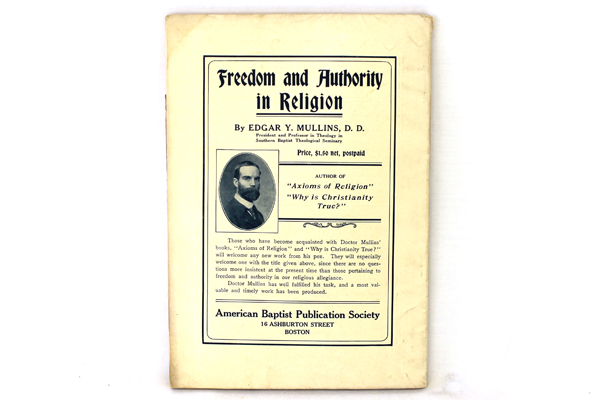 Freedom and Authority
in Religion
By EDGAR Y. MULLINS, D. D.
President and Professor in Theology in
Southern Baptist Theological Seminary
Price, $1.50 net, postpaid
AUTHOR OF
"Axioms of Religion"
"Why is Christianity
True?"
Those who have become acquainted with Doctor Mullins'
books, "Axioms of Religion" and "Why is Christianity True?"
will welcome any new work from his pen. They will especially
welcome one with the title given above, since there are no ques-
tions more insistent at the present time than those pertaining to
freedom and authority in our religious allegiance.
Doctor Mullins has well fulfilled his task, and a most val-
uable and timely work has been produced.
American Baptist Publication Society
16 ASHBURTON STREET
BOSTON